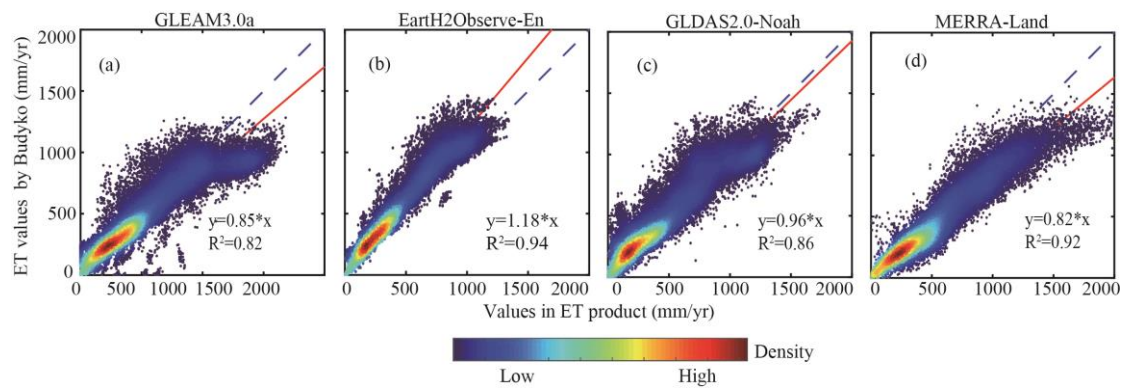 GLEAM3.0a EartH2Observe-En GLDAS2.0-Noah MERRA-Land
ET values by Budyko (mm/yr)
2000
1500
1000
500
0
(a) (b) (c) (d)
y=0.85*x y=1.18*x y=0.96*x y=0.82*x
R²=0.82 R²=0.94 R²=0.86 R²=0.92
0 500 1000 1500 2000 0 500 1000 1500 2000 0 500 1000 1500 2000 0 500 1000 1500 2000
Values in ET product (mm/yr)
Density
Low High